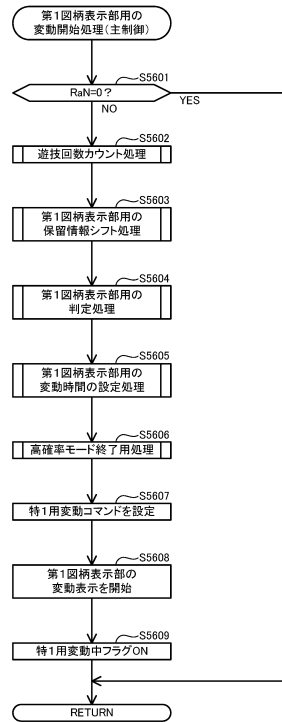 第1図柄表示部用の
変動開始処理(主制御)
S5601
RaN=0?
YES
NO
S5602
遊技回数カウント処理
S5603
第1図柄表示部用の
保留情報シフト処理
S5604
第1図柄表示部用の
判定処理
S5605
第1図柄表示部用の
変動時間の設定処理
S5606
高確率モード終了用処理
S5607
特1用変動コマンドを設定
S5608
第1図柄表示部の
変動表示を開始
S5609
特1用変動中フラグON
RETURN